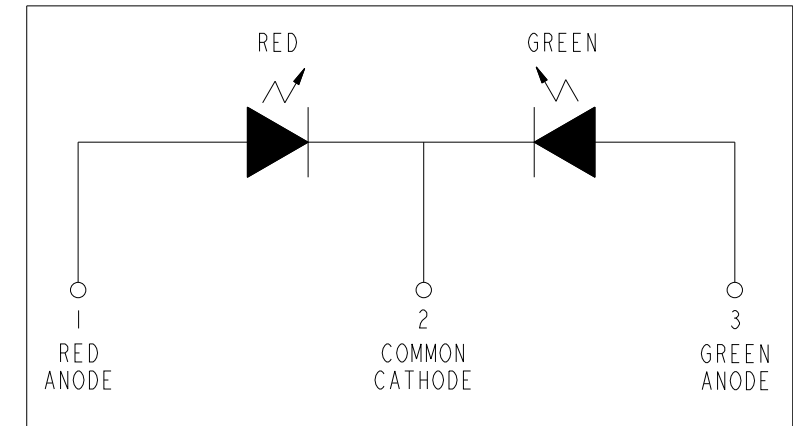 RED GREEN
1 2 3
RED COMMON GREEN
ANODE CATHODE ANODE